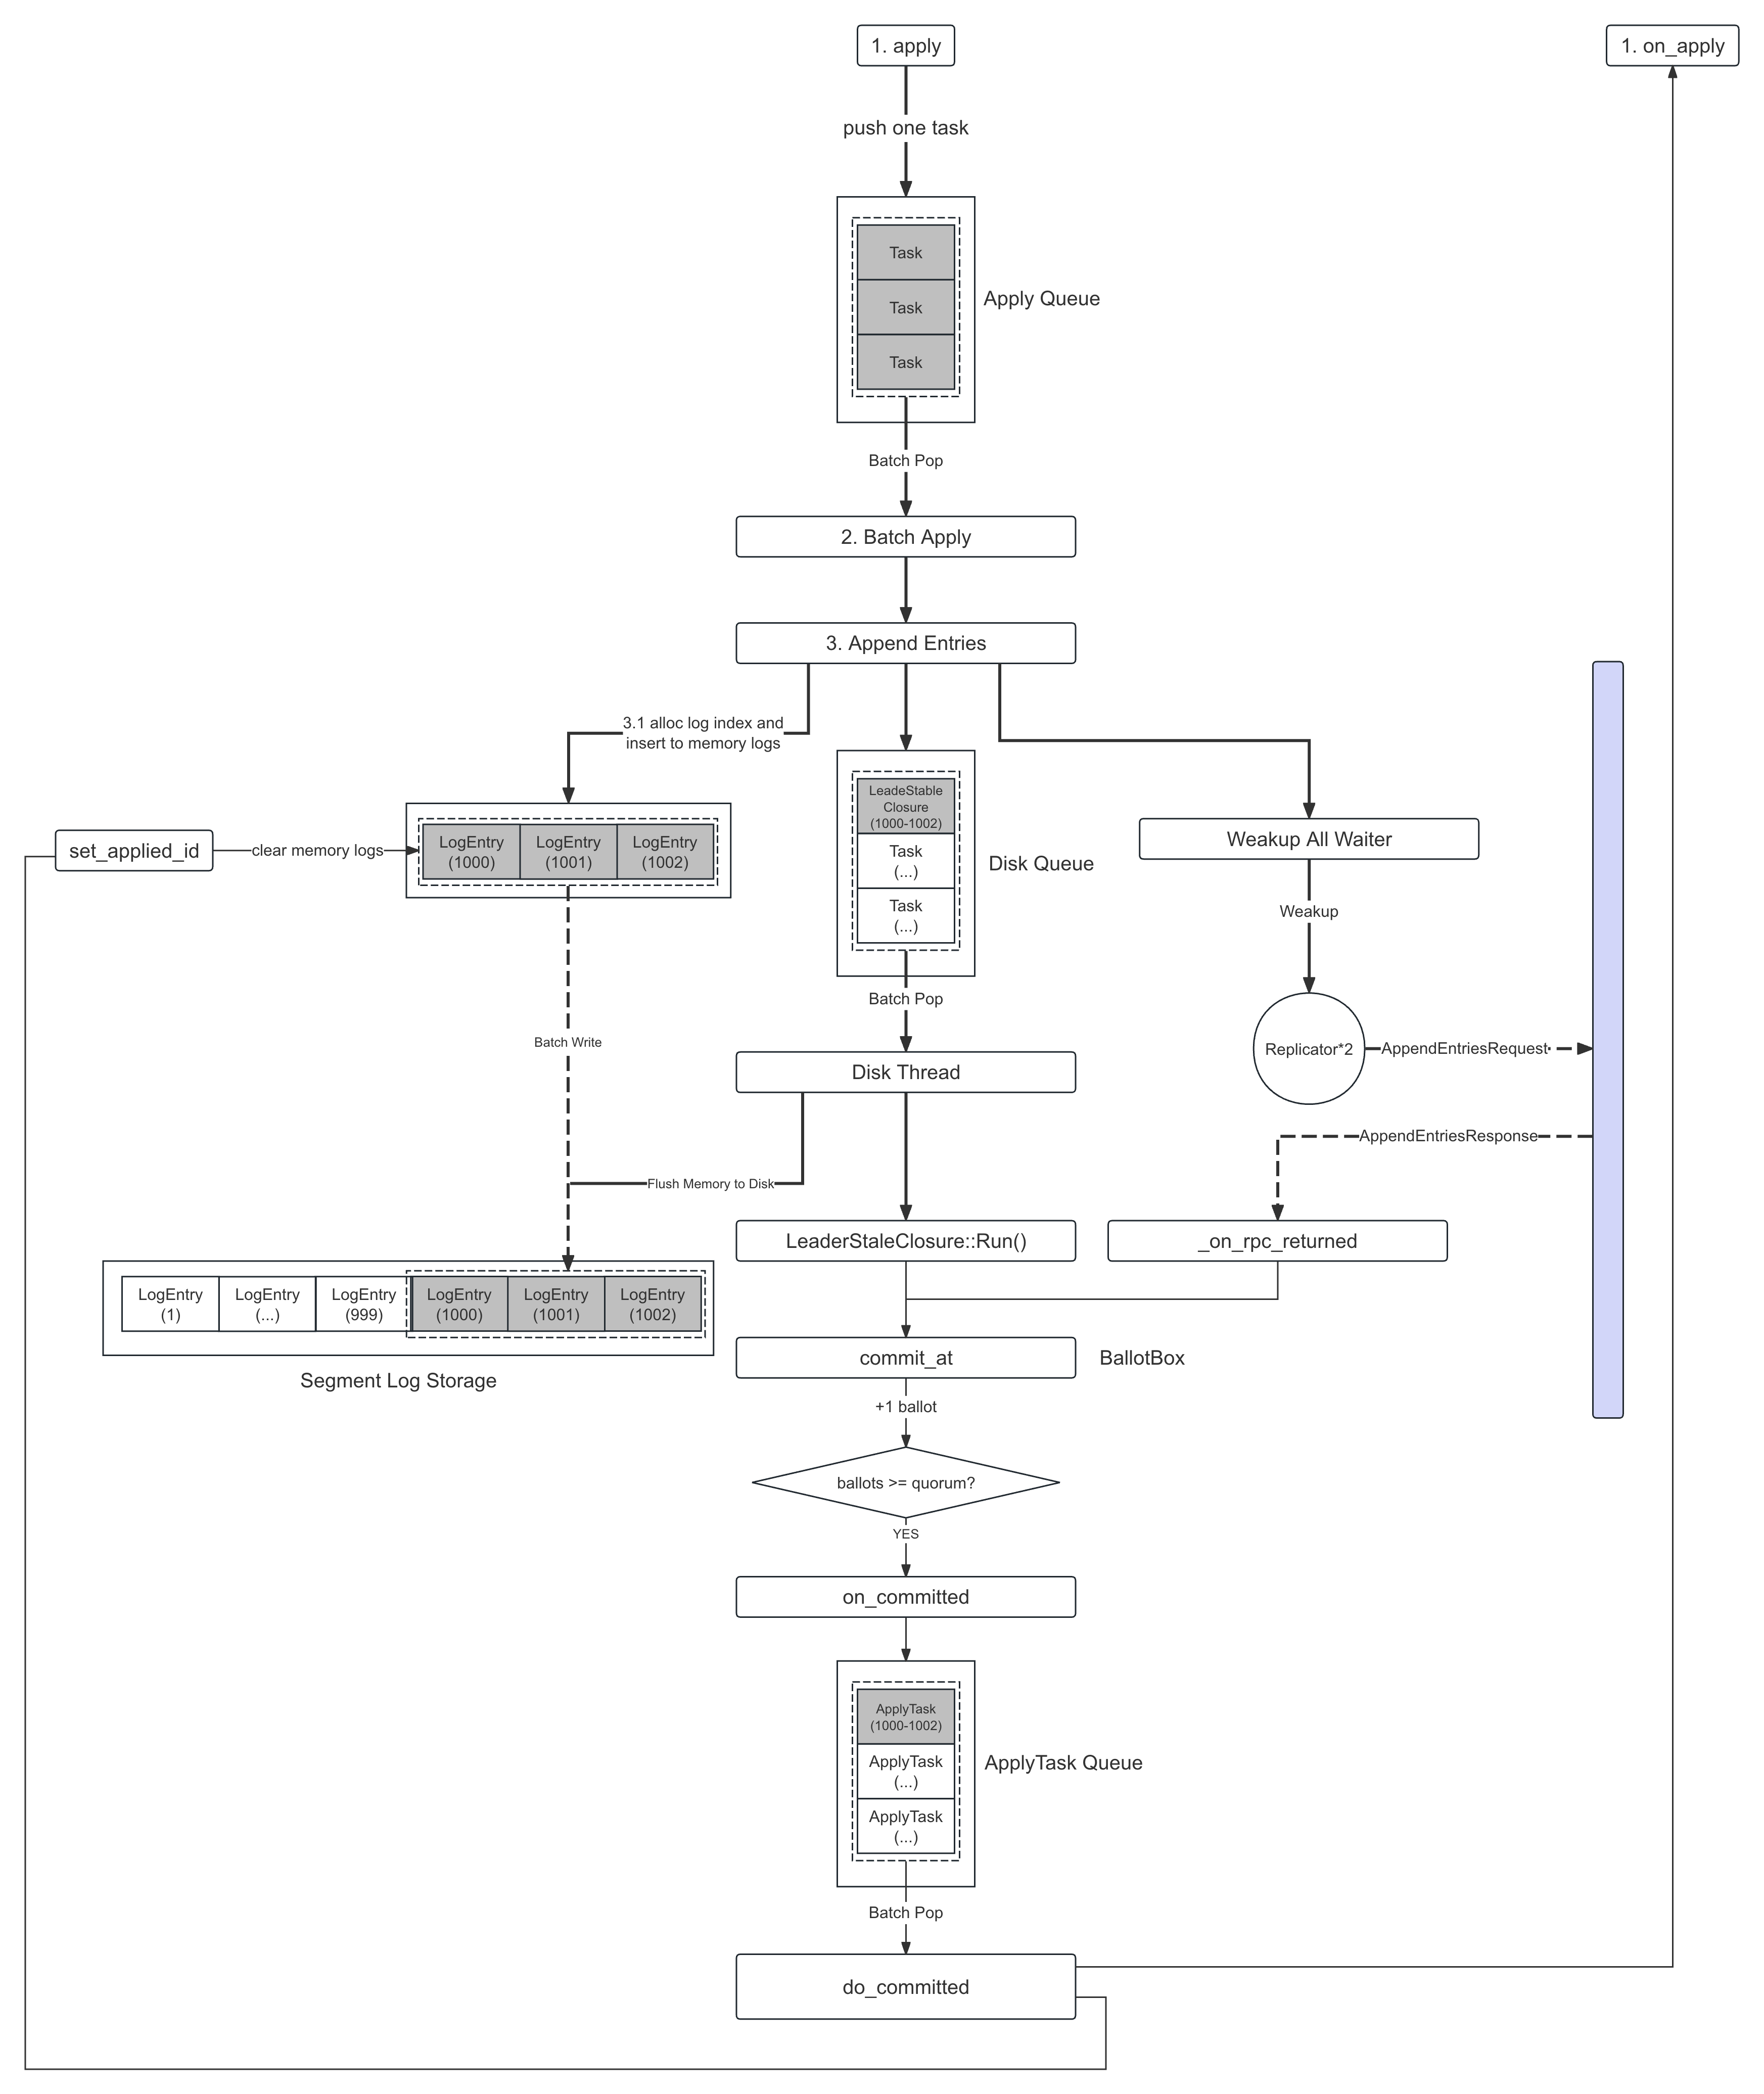 1. apply
1. on_apply
push one task
Task
Task
Task
Apply Queue
Batch Pop
2. Batch Apply
3. Append Entries
3.1 alloc log index and
insert to memory logs
set_applied_id
clear memory logs
LogEntry
(1000)
LogEntry
(1001)
LogEntry
(1002)
LeadeStable
Closure
(1000-1002)
Task
(...)
Task
(...)
Disk Queue
Weakup All Waiter
Weakup
Batch Pop
Batch Write
Disk Thread
Replicator*2
AppendEntriesRequest
AppendEntriesResponse
Flush Memory to Disk
LeaderStaleClosure::Run()
_on_rpc_returned
LogEntry
(1)
LogEntry
(...)
LogEntry
(999)
LogEntry
(1000)
LogEntry
(1001)
LogEntry
(1002)
Segment Log Storage
commit_at
BallotBox
+1 ballot
ballots >= quorum?
YES
on_committed
ApplyTask
(1000-1002)
ApplyTask
(...)
ApplyTask
(...)
ApplyTask Queue
Batch Pop
do_committed